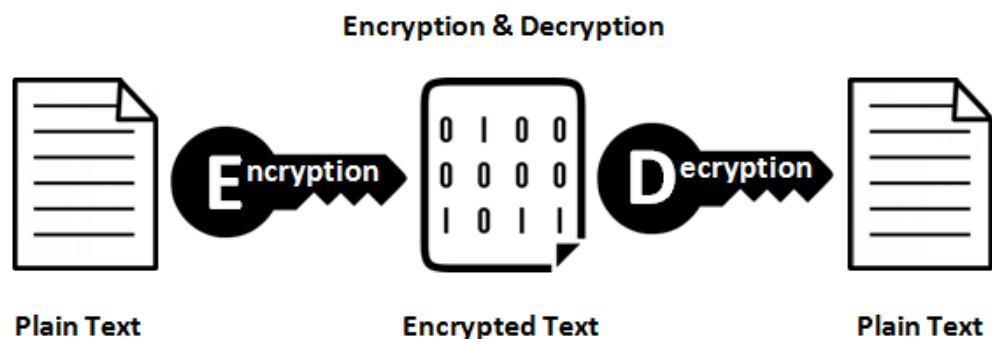 Encryption & Decryption
Encryption
0 1 0 0
0 0 0 0
1 0 1 1
Decryption
Plain Text
Encrypted Text
Plain Text